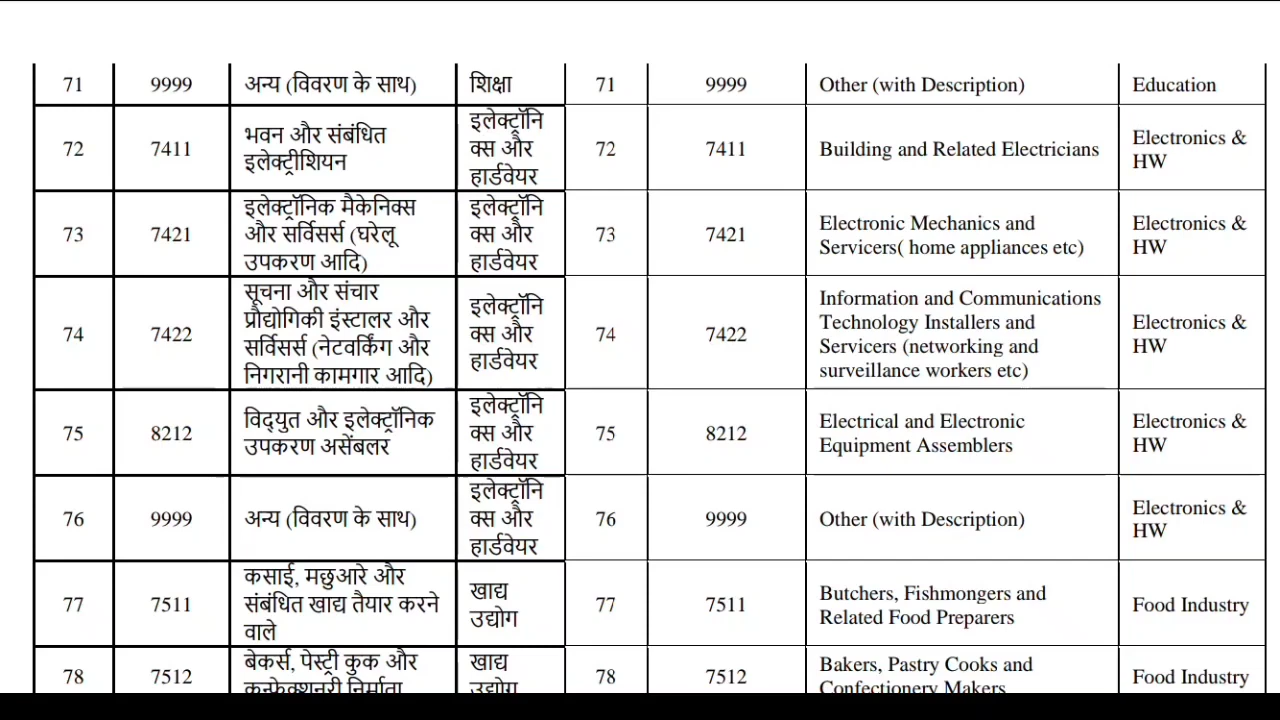 71 9999 अन्य (विवरण के साथ) शिक्षा 71 9999 Other (with Description) Education
72 7411 भवन और संबंधित इलेक्ट्रीशियन इलेक्ट्रॉनिक्स और हार्डवेयर 72 7411 Building and Related Electricians Electronics & HW
73 7421 इलेक्ट्रॉनिक मैकेनिक्स और सर्विसर्स (घरेलू उपकरण आदि) इलेक्ट्रॉनिक्स और हार्डवेयर 73 7421 Electronic Mechanics and Servicers( home appliances etc) Electronics & HW
74 7422 सूचना और संचार प्रौद्योगिकी इंस्टालर और सर्विसर्स (नेटवर्किंग और निगरानी कामगार आदि) इलेक्ट्रॉनिक्स और हार्डवेयर 74 7422 Information and Communications Technology Installers and Servicers (networking and surveillance workers etc) Electronics & HW
75 8212 विद्युत और इलेक्ट्रॉनिक उपकरण असेंबलर इलेक्ट्रॉनिक्स और हार्डवेयर 75 8212 Electrical and Electronic Equipment Assemblers Electronics & HW
76 9999 अन्य (विवरण के साथ) इलेक्ट्रॉनिक्स और हार्डवेयर 76 9999 Other (with Description) Electronics & HW
77 7511 कसाई, मछुआरे और संबंधित खाद्य तैयार करने वाले खाद्य उद्योग 77 7511 Butchers, Fishmongers and Related Food Preparers Food Industry
78 7512 बेकर्स, पेस्ट्री कुक और कन्फेक्शनरी निर्माता खाद्य उद्योग 78 7512 Bakers, Pastry Cooks and Confectionery Makers Food Industry